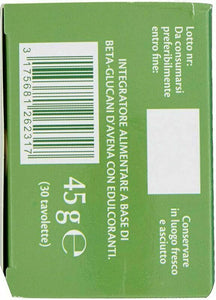 Lotto nr:
Da consumarsi
preferibilmente
entro fine:
Conservare
in luogo fresco
e asciutto
INTEGRATORE ALIMENTARE A BASE DI
BETA-GLUCANI D'AVENA CON EDULCORANTI.
45g e
(30 tavolette)
3 175681 262317